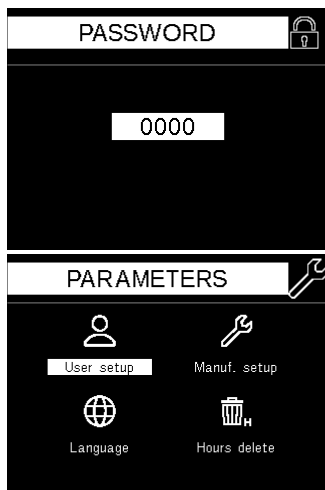 PASSWORD
0000
PARAMETERS
User setup
Manuf. setup
H
Language
Hours delete